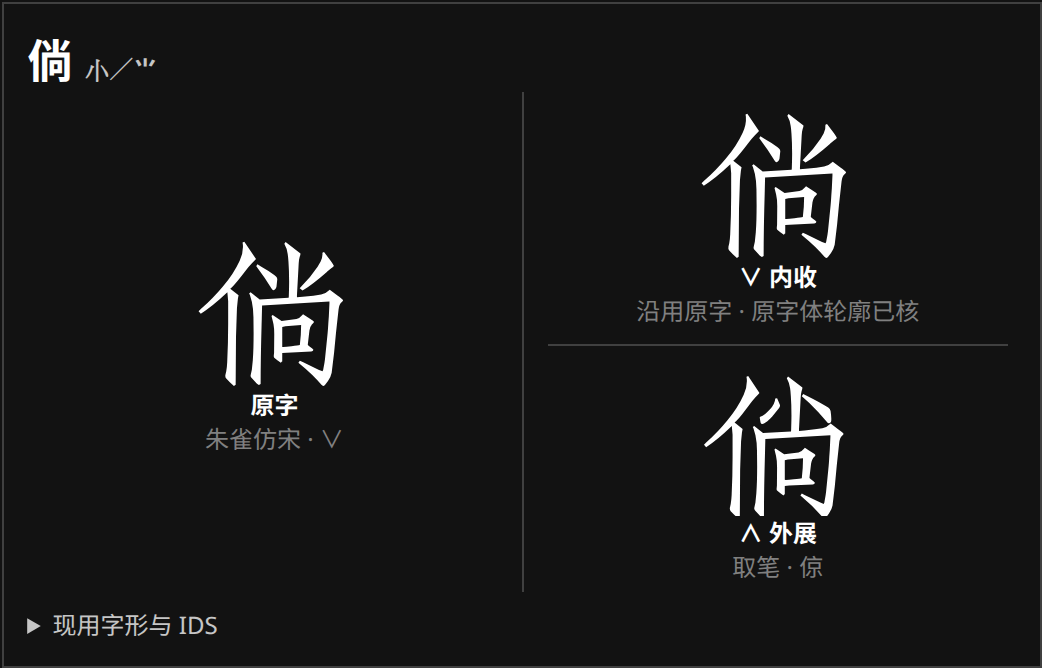 倘 ⺌／⺍
倘
原字
朱雀仿宋 · ∨
倘
∨ 内收
沿用原字 · 原字体轮廓已核
倘
∧ 外展
取笔 · 倞
▶ 现用字形与 IDS